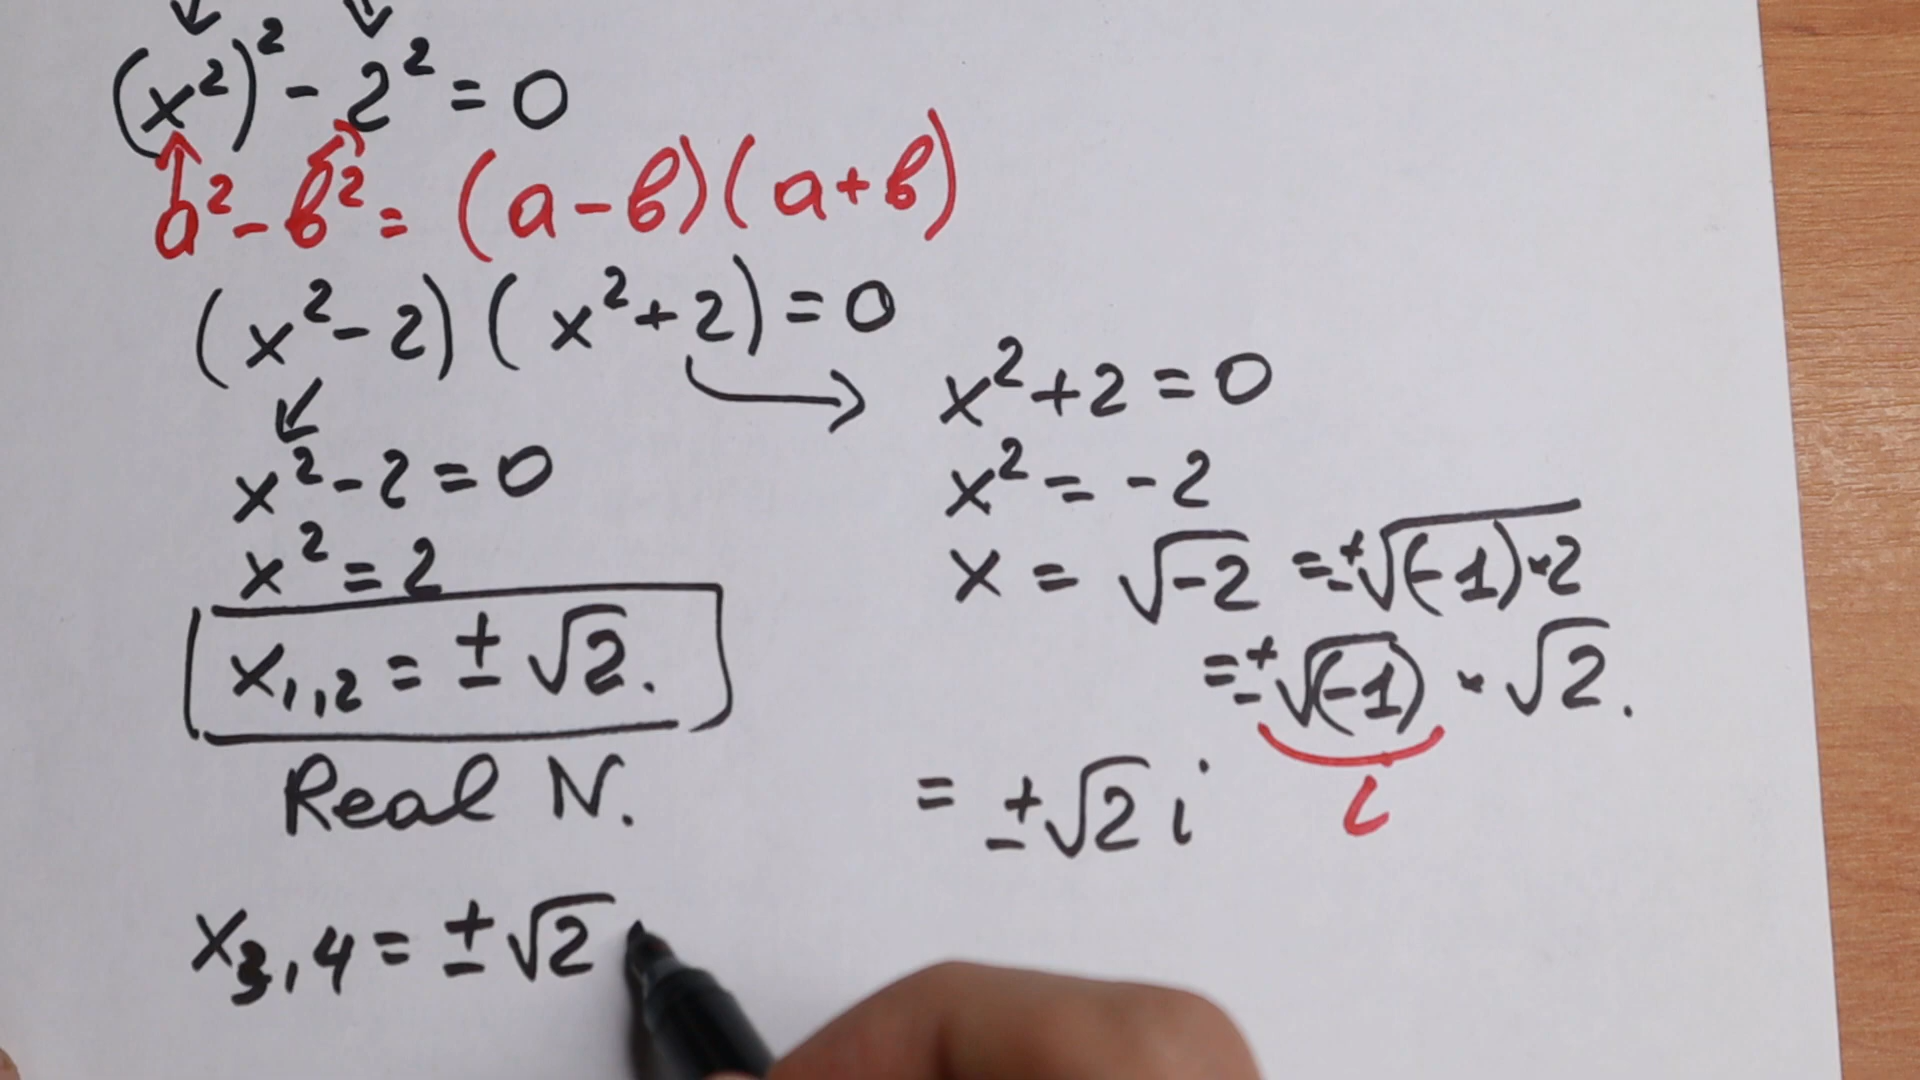 (x²)² - 2² = 0
a² - b² = (a - b)(a + b)
(x² - 2)(x² + 2) = 0
x² - 2 = 0
x² = 2
x₁,₂ = ± √2.
Real N.
x² + 2 = 0
x² = -2
x = √-2 = ±√(-1)·2
= ±√(-1) · √2.
i
= ±√2 i
x₃,₄ = ± √2